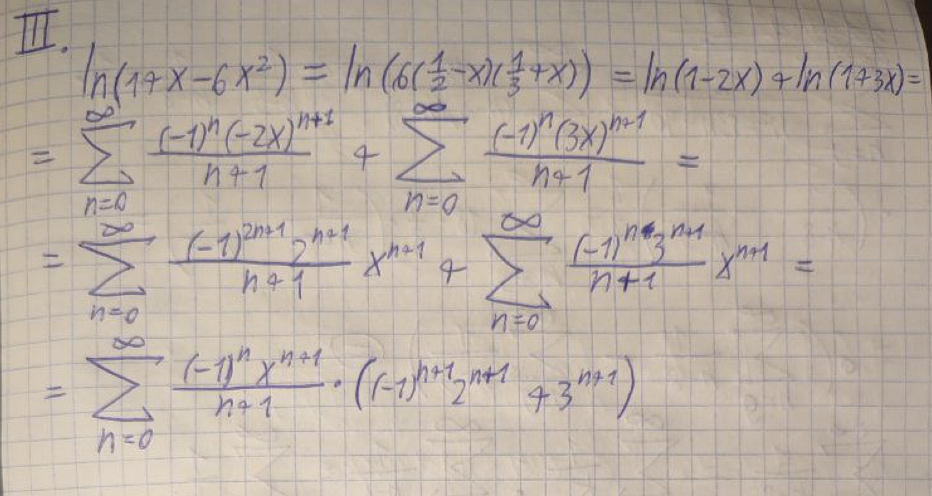 III.
ln(1+x-6x²) = ln(6(1/2-x)(1/3+x)) = ln(1-2x)+ln(1+3x)=
= ∑_{n=0}^{∞} (-1)^n(-2x)^{n+1}/(n+1) + ∑_{n=0}^{∞} (-1)^n(3x)^{n+1}/(n+1) =
= ∑_{n=0}^{∞} (-1)^{2n+1}2^{n+1}/(n+1) x^{n+1} + ∑_{n=0}^{∞} (-1)^n3^{n+1}/(n+1) x^{n+1} =
= ∑_{n=0}^{∞} (-1)^n x^{n+1}/(n+1) · ((-1)^{n+1}2^{n+1} +3^{n+1})